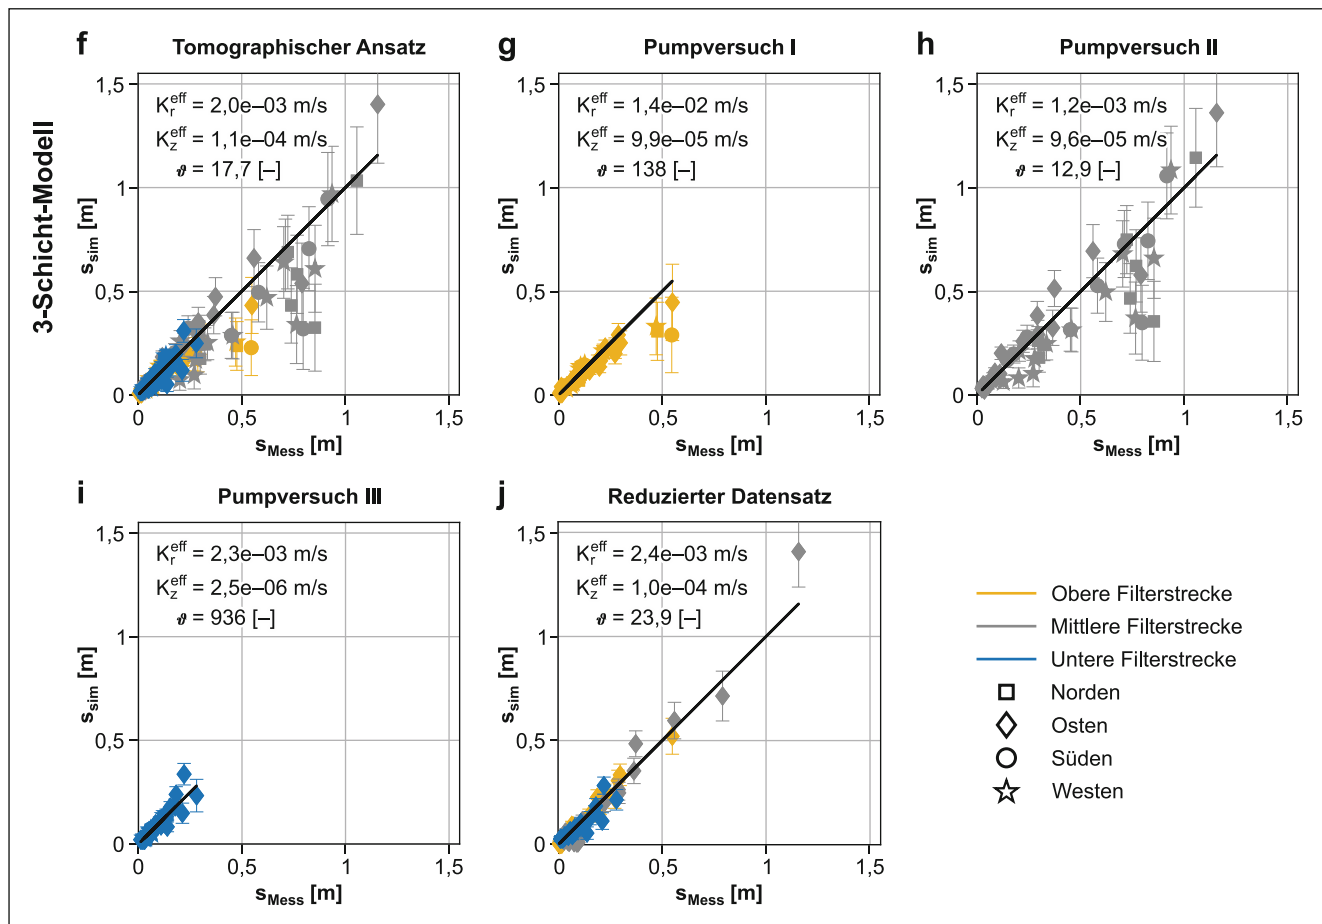 3-Schicht-Modell
f Tomographischer Ansatz
K_r^eff = 2,0e–03 m/s
K_z^eff = 1,1e–04 m/s
ϑ = 17,7 [–]
1,5
1
0,5
0
s_sim [m]
0 0,5 1 1,5
s_Mess [m]
g Pumpversuch I
K_r^eff = 1,4e–02 m/s
K_z^eff = 9,9e–05 m/s
ϑ = 138 [–]
1,5
1
0,5
0
s_sim [m]
0 0,5 1 1,5
s_Mess [m]
h Pumpversuch II
K_r^eff = 1,2e–03 m/s
K_z^eff = 9,6e–05 m/s
ϑ = 12,9 [–]
1,5
1
0,5
0
s_sim [m]
0 0,5 1 1,5
s_Mess [m]
i Pumpversuch III
K_r^eff = 2,3e–03 m/s
K_z^eff = 2,5e–06 m/s
ϑ = 936 [–]
1,5
1
0,5
0
s_sim [m]
0 0,5 1 1,5
s_Mess [m]
j Reduzierter Datensatz
K_r^eff = 2,4e–03 m/s
K_z^eff = 1,0e–04 m/s
ϑ = 23,9 [–]
1,5
1
0,5
0
s_sim [m]
0 0,5 1 1,5
s_Mess [m]
Obere Filterstrecke
Mittlere Filterstrecke
Untere Filterstrecke
Norden
Osten
Süden
Westen